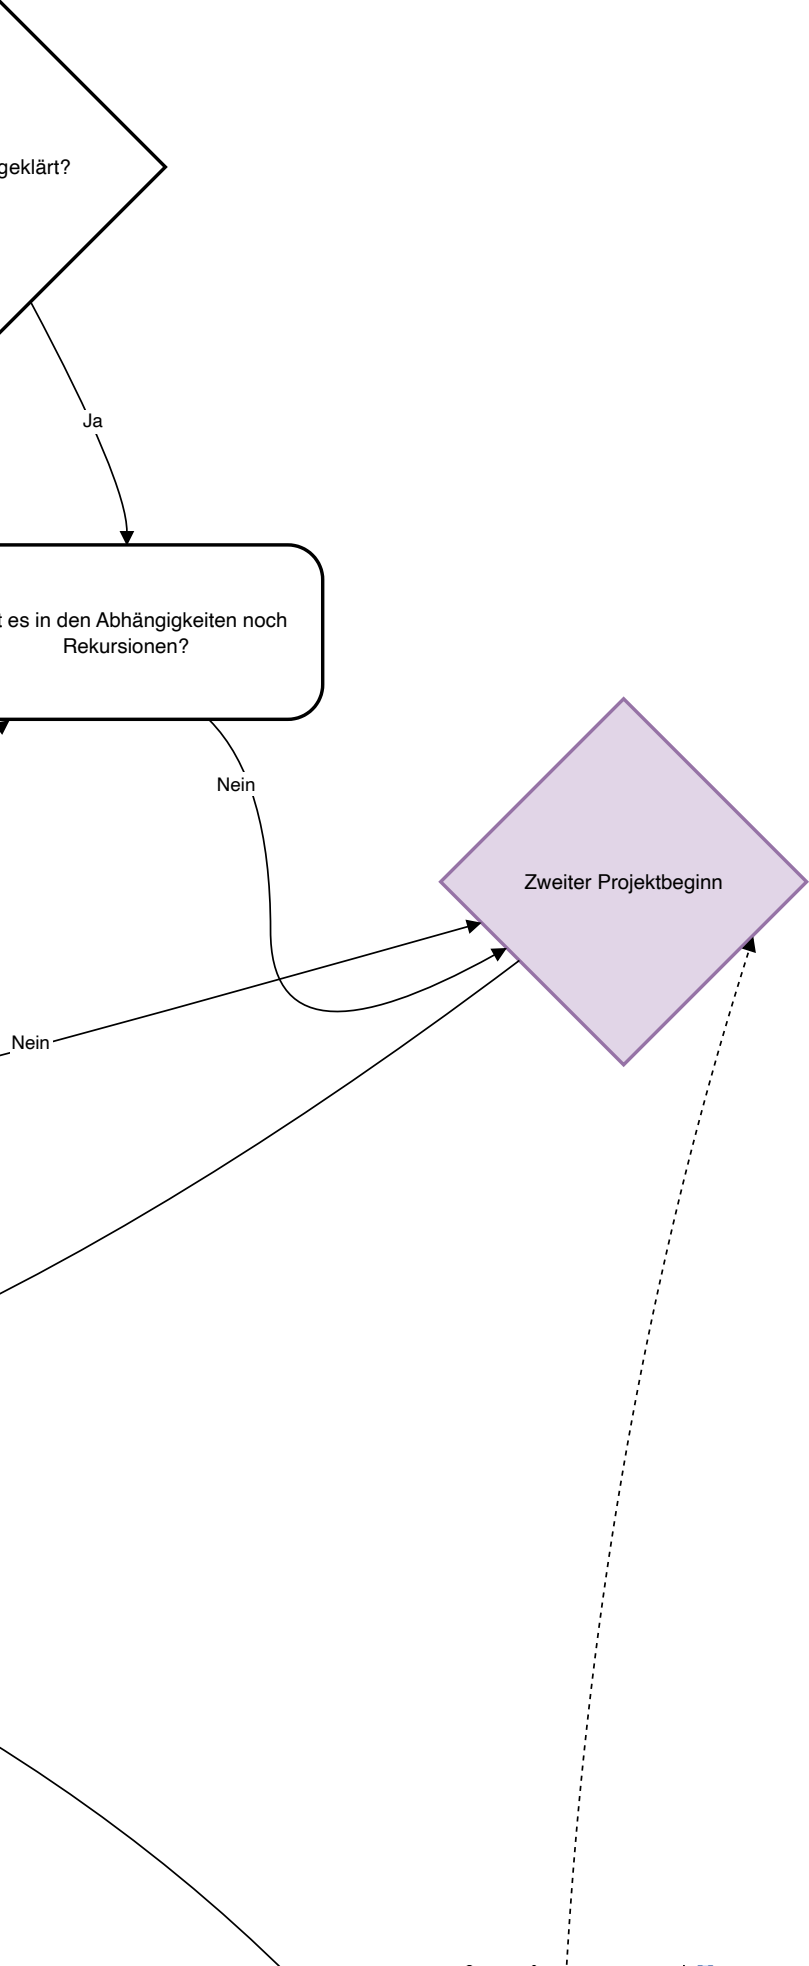 geklärt?
Ja
es in den Abhängigkeiten noch
Rekursionen?
Nein
Zweiter Projektbeginn
Nein